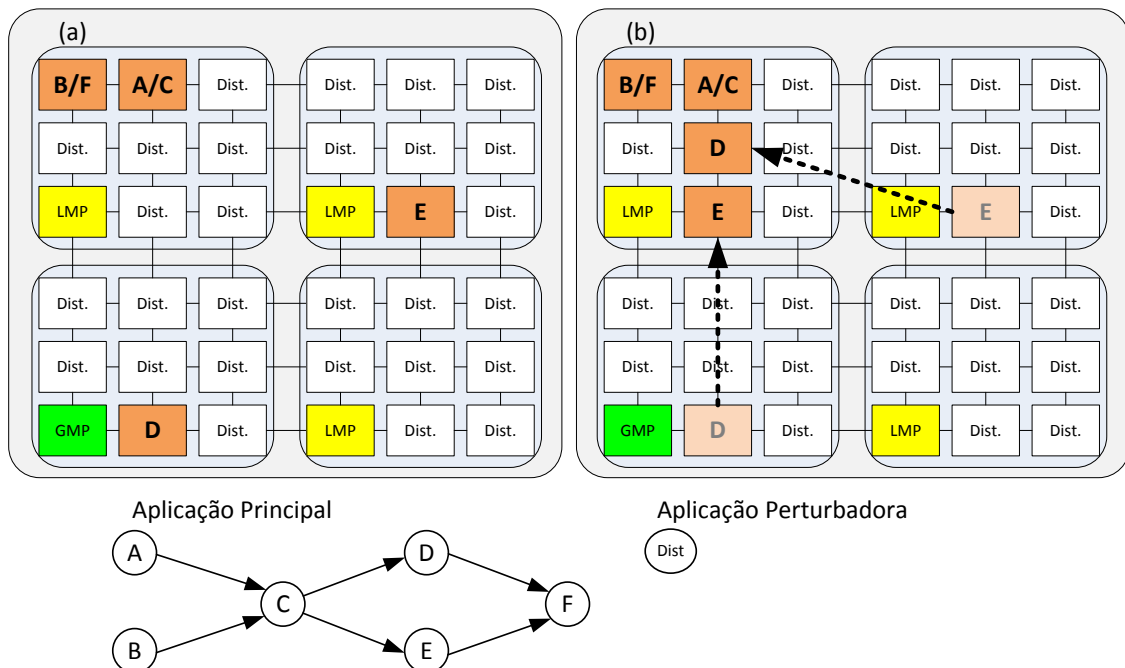 (a) (b)
B/F A/C Dist. Dist. Dist. Dist. B/F A/C Dist. Dist. Dist. Dist.
Dist. Dist. Dist. Dist. Dist. Dist. Dist. D Dist. Dist. Dist. Dist.
LMP Dist. Dist. LMP E Dist. LMP E Dist. LMP E Dist.
Dist. Dist. Dist. Dist. Dist. Dist. Dist. Dist. Dist. Dist. Dist. Dist.
Dist. Dist. Dist. Dist. Dist. Dist. Dist. Dist. Dist. Dist. Dist. Dist.
GMP D Dist. LMP Dist. Dist. GMP D Dist. LMP Dist. Dist.
Aplicação Principal Aplicação Perturbadora
A D Dist
C F
B E